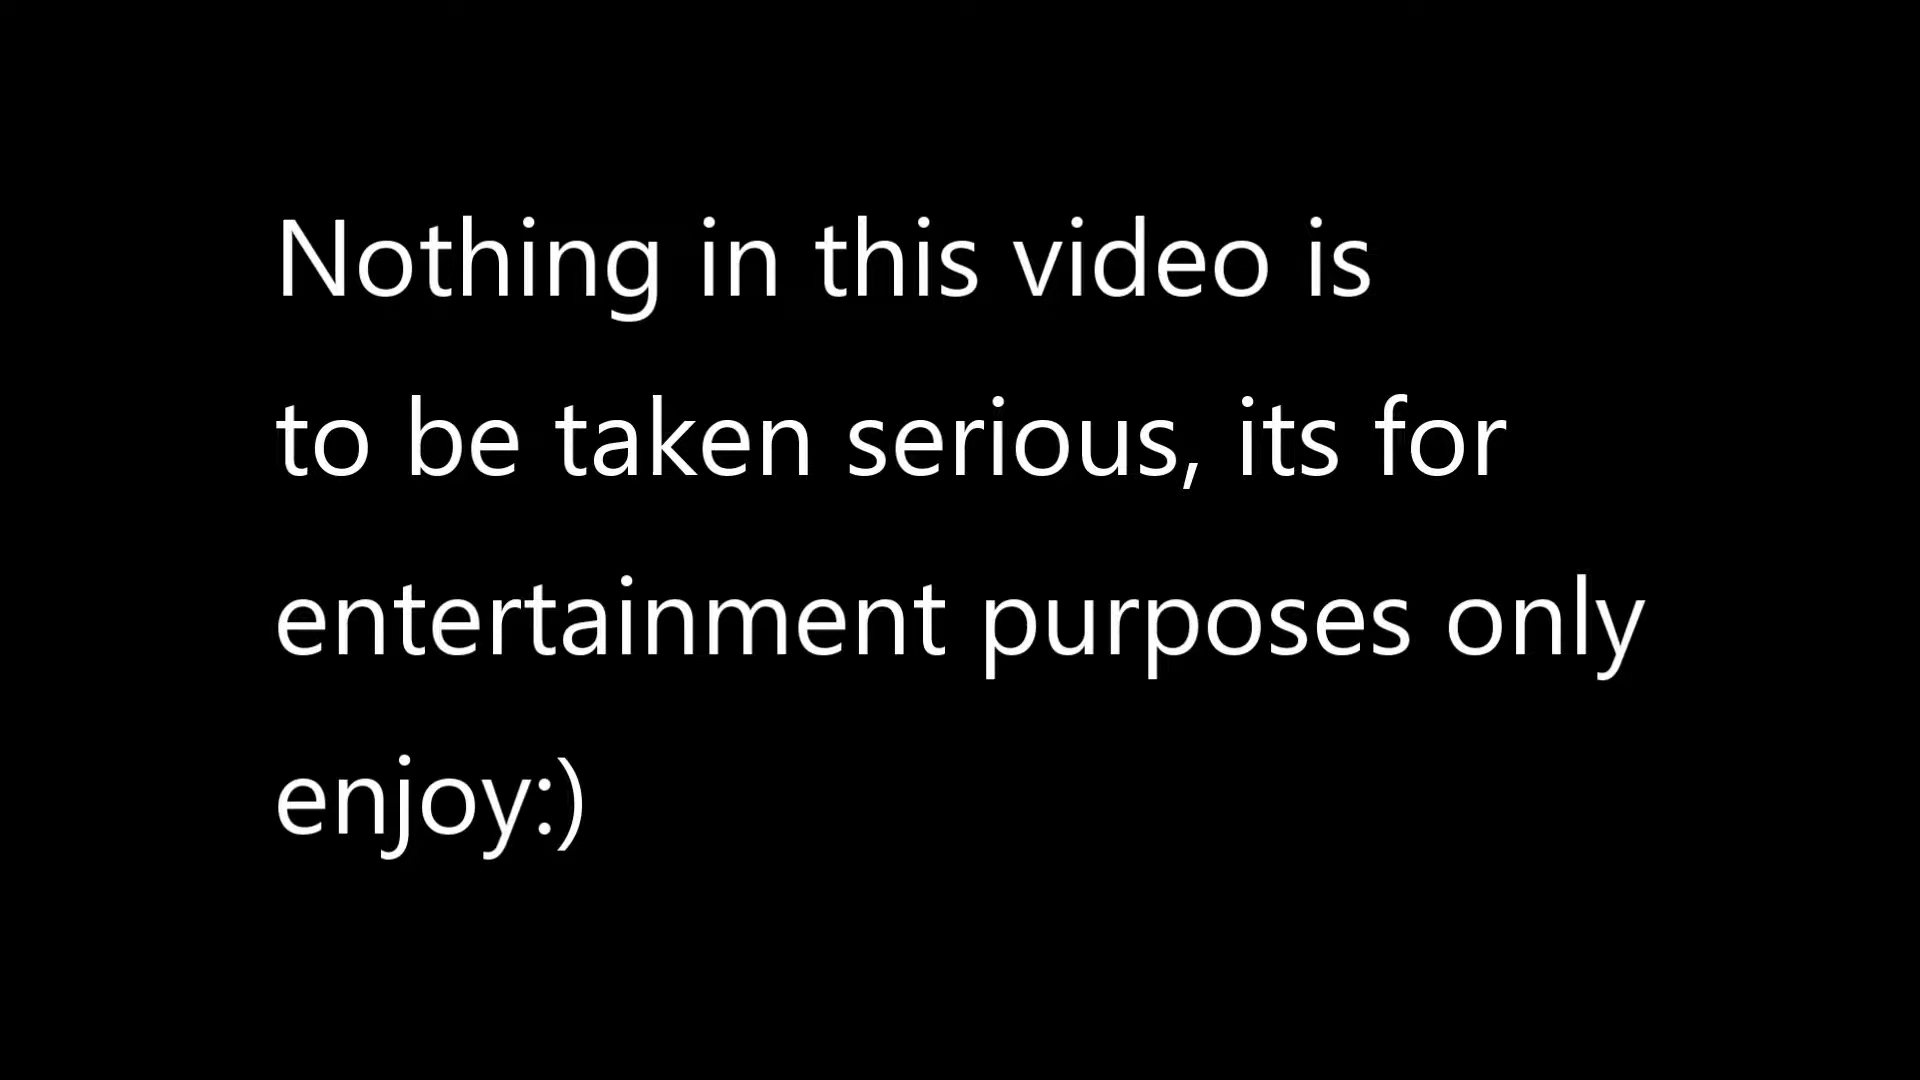 Nothing in this video is
to be taken serious, its for
entertainment purposes only
enjoy:)